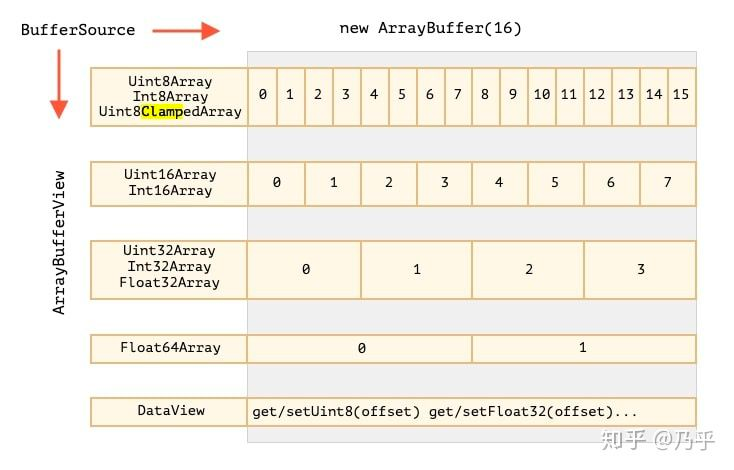 BufferSource
new ArrayBuffer(16)
ArrayBufferView
Uint8Array
Int8Array
Uint8ClampedArray
0 1 2 3 4 5 6 7 8 9 10 11 12 13 14 15
Uint16Array
Int16Array
0 1 2 3 4 5 6 7
Uint32Array
Int32Array
Float32Array
0 1 2 3
Float64Array
0 1
DataView
get/setUint8(offset) get/setFloat32(offset)...
知乎 @乃乎